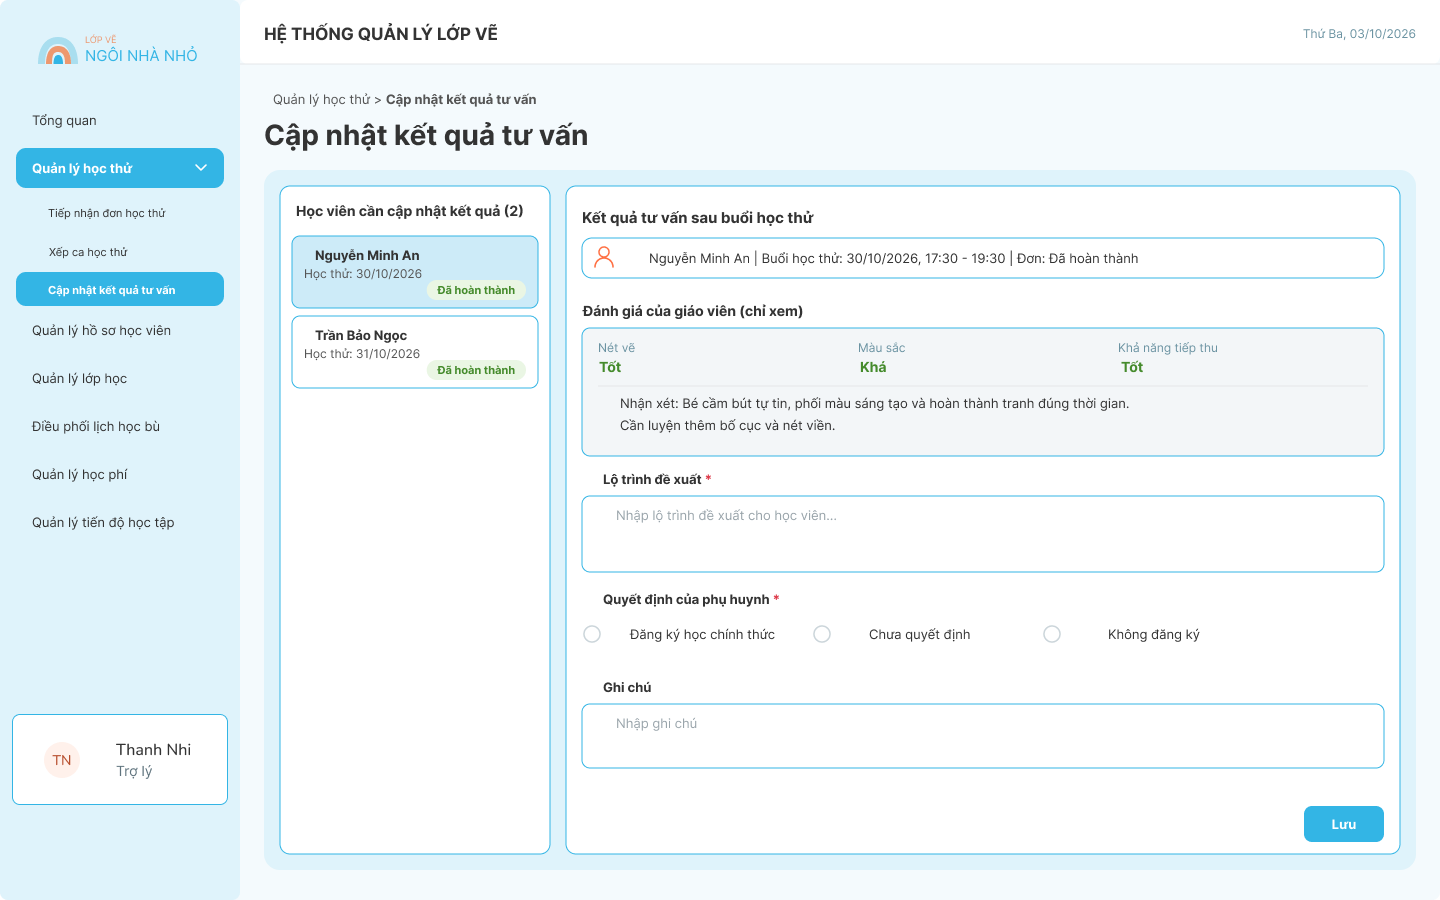 LỚP VẼ
NGÔI NHÀ NHỎ
Tổng quan
Quản lý học thử
Tiếp nhận đơn học thử
Xếp ca học thử
Cập nhật kết quả tư vấn
Quản lý hồ sơ học viên
Quản lý lớp học
Điều phối lịch học bù
Quản lý học phí
Quản lý tiến độ học tập
TN
Thanh Nhi
Trợ lý
HỆ THỐNG QUẢN LÝ LỚP VẼ
Thứ Ba, 03/10/2026
Quản lý học thử > Cập nhật kết quả tư vấn
Cập nhật kết quả tư vấn
Học viên cần cập nhật kết quả (2)
Nguyễn Minh An
Học thử: 30/10/2026
Đã hoàn thành
Trần Bảo Ngọc
Học thử: 31/10/2026
Đã hoàn thành
Kết quả tư vấn sau buổi học thử
Nguyễn Minh An | Buổi học thử: 30/10/2026, 17:30 - 19:30 | Đơn: Đã hoàn thành
Đánh giá của giáo viên (chỉ xem)
Nét vẽ Màu sắc Khả năng tiếp thu
Tốt Khá Tốt
Nhận xét: Bé cầm bút tự tin, phối màu sáng tạo và hoàn thành tranh đúng thời gian.
Cần luyện thêm bố cục và nét viền.
Lộ trình đề xuất *
Nhập lộ trình đề xuất cho học viên...
Quyết định của phụ huynh *
Đăng ký học chính thức Chưa quyết định Không đăng ký
Ghi chú
Nhập ghi chú
Lưu